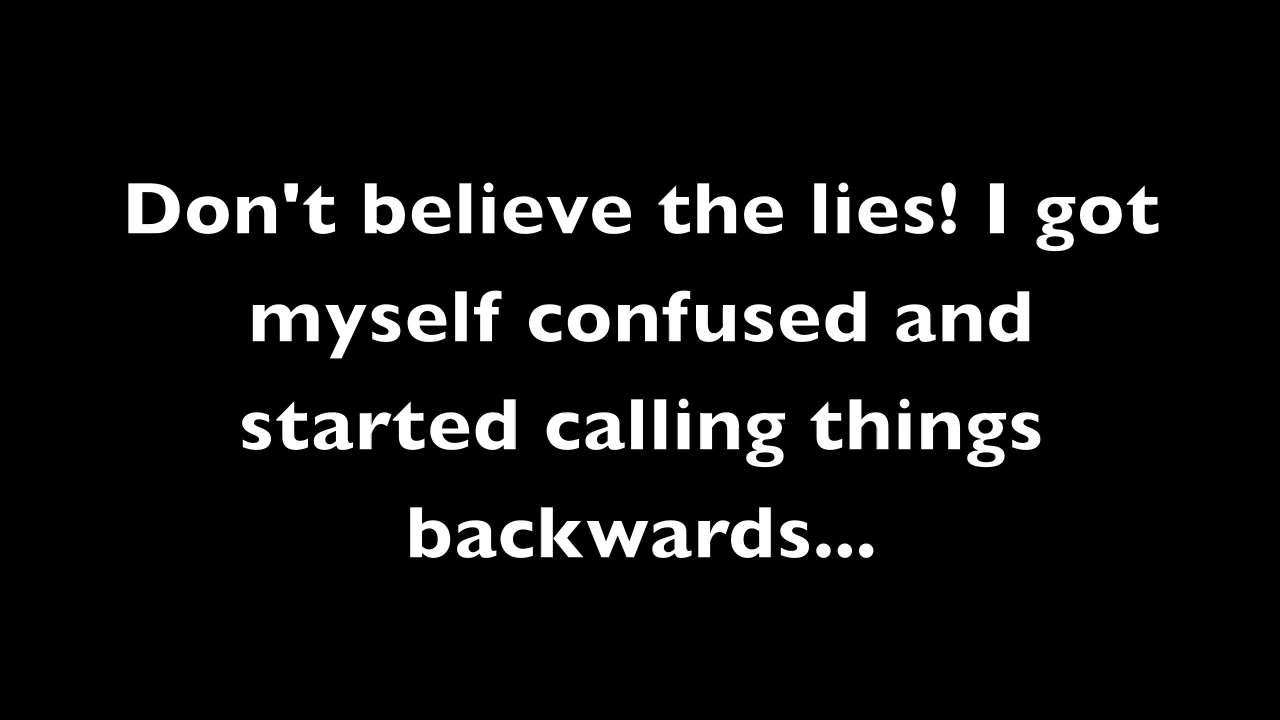 Don't believe the lies! I got
myself confused and
started calling things
backwards...